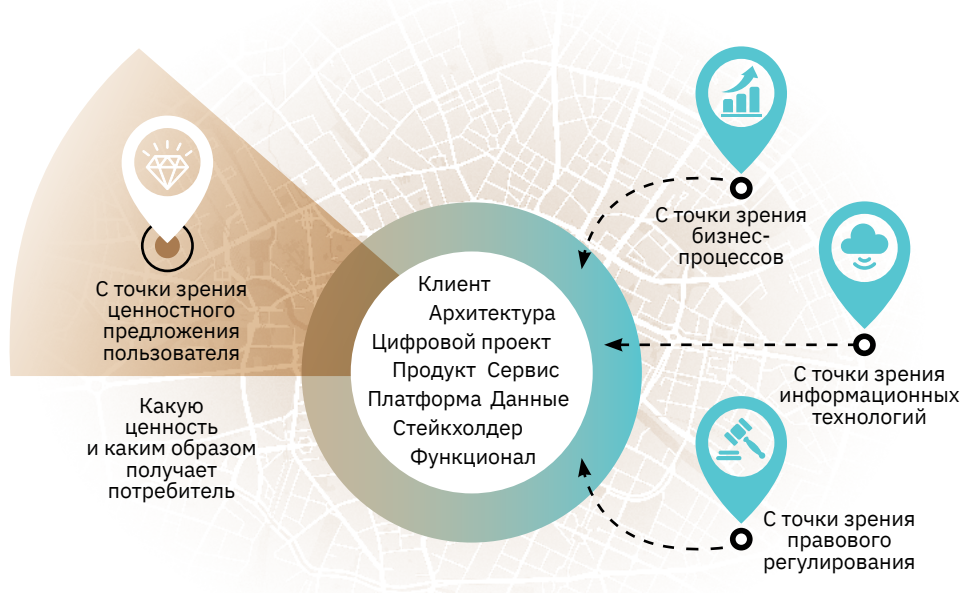 С точки зрения
ценностного
предложения
пользователя
Какую
ценность
и каким образом
получает
потребитель
Клиент
Архитектура
Цифровой проект
Продукт Сервис
Платформа Данные
Стейкхолдер
Функционал
С точки зрения
бизнес-
процессов
С точки зрения
информационных
технологий
С точки зрения
правового
регулирования